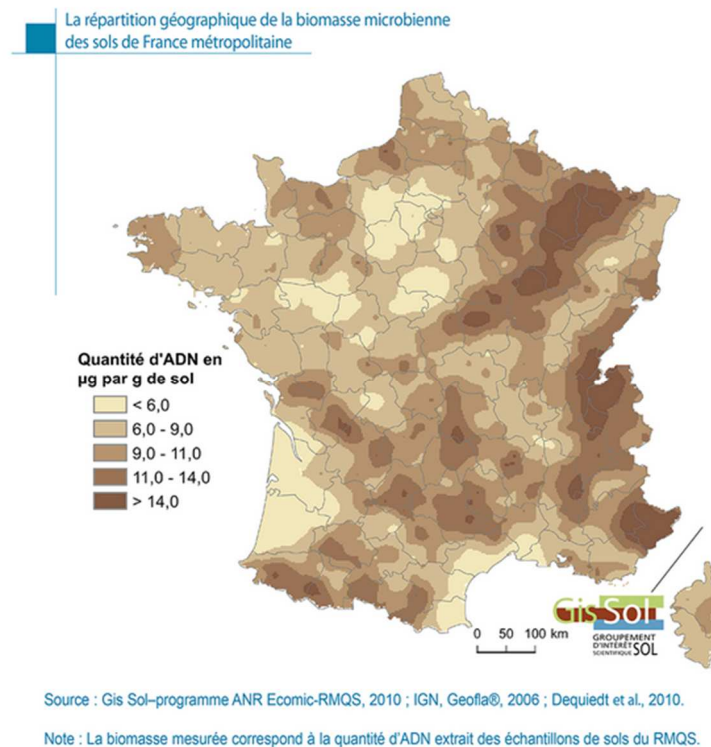 La répartition géographique de la biomasse microbienne
des sols de France métropolitaine
Quantité d'ADN en
µg par g de sol
< 6,0
6,0 - 9,0
9,0 - 11,0
11,0 - 14,0
> 14,0
Gis Sol
GROUPEMENT
D'INTÉRÊT
SCIENTIFIQUE SOL
0 50 100 km
Source : Gis Sol–programme ANR Ecomic-RMQS, 2010 ; IGN, Geofla®, 2006 ; Dequiedt et al., 2010.
Note : La biomasse mesurée correspond à la quantité d'ADN extrait des échantillons de sols du RMQS.